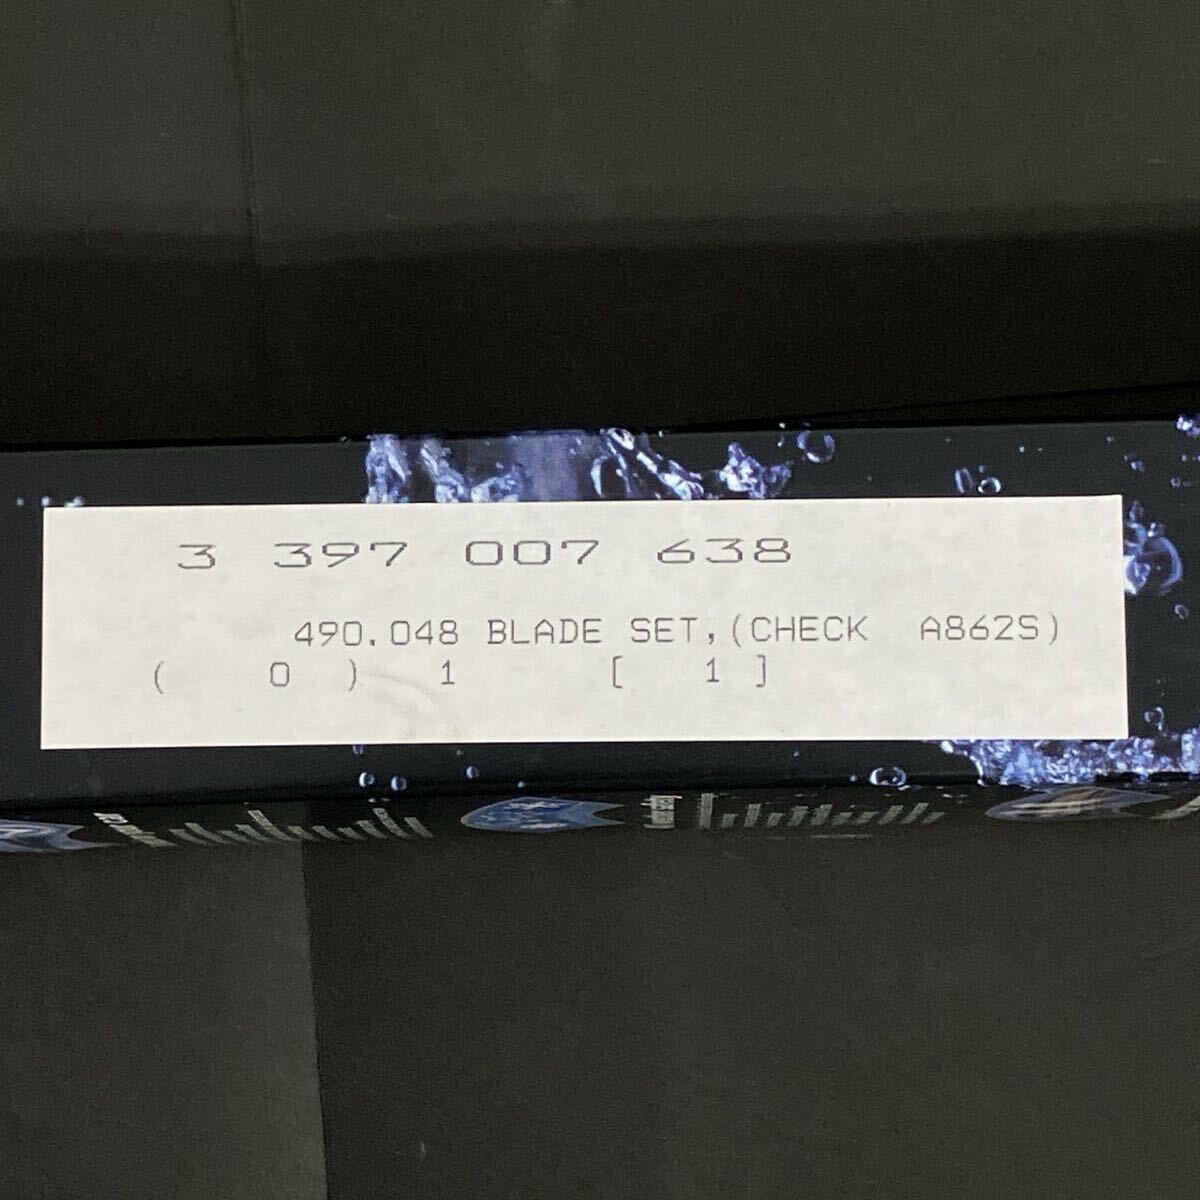 3 397 007 638
490.048 BLADE SET,(CHECK A862S)
( 0 ) 1 [ 1 ]